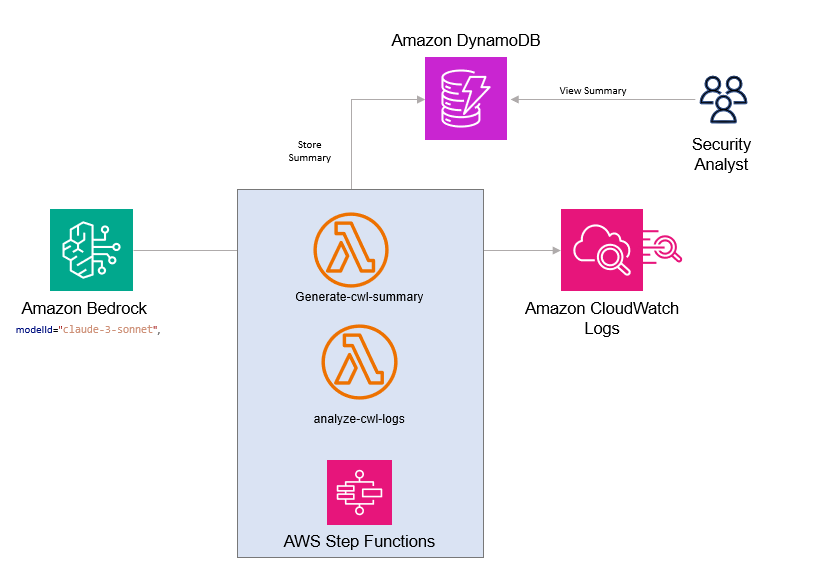 Amazon DynamoDB
View Summary
Store
Summary
Security
Analyst
Generate-cwl-summary
Amazon Bedrock
modelId="claude-3-sonnet",
Amazon CloudWatch
Logs
analyze-cwl-logs
AWS Step Functions